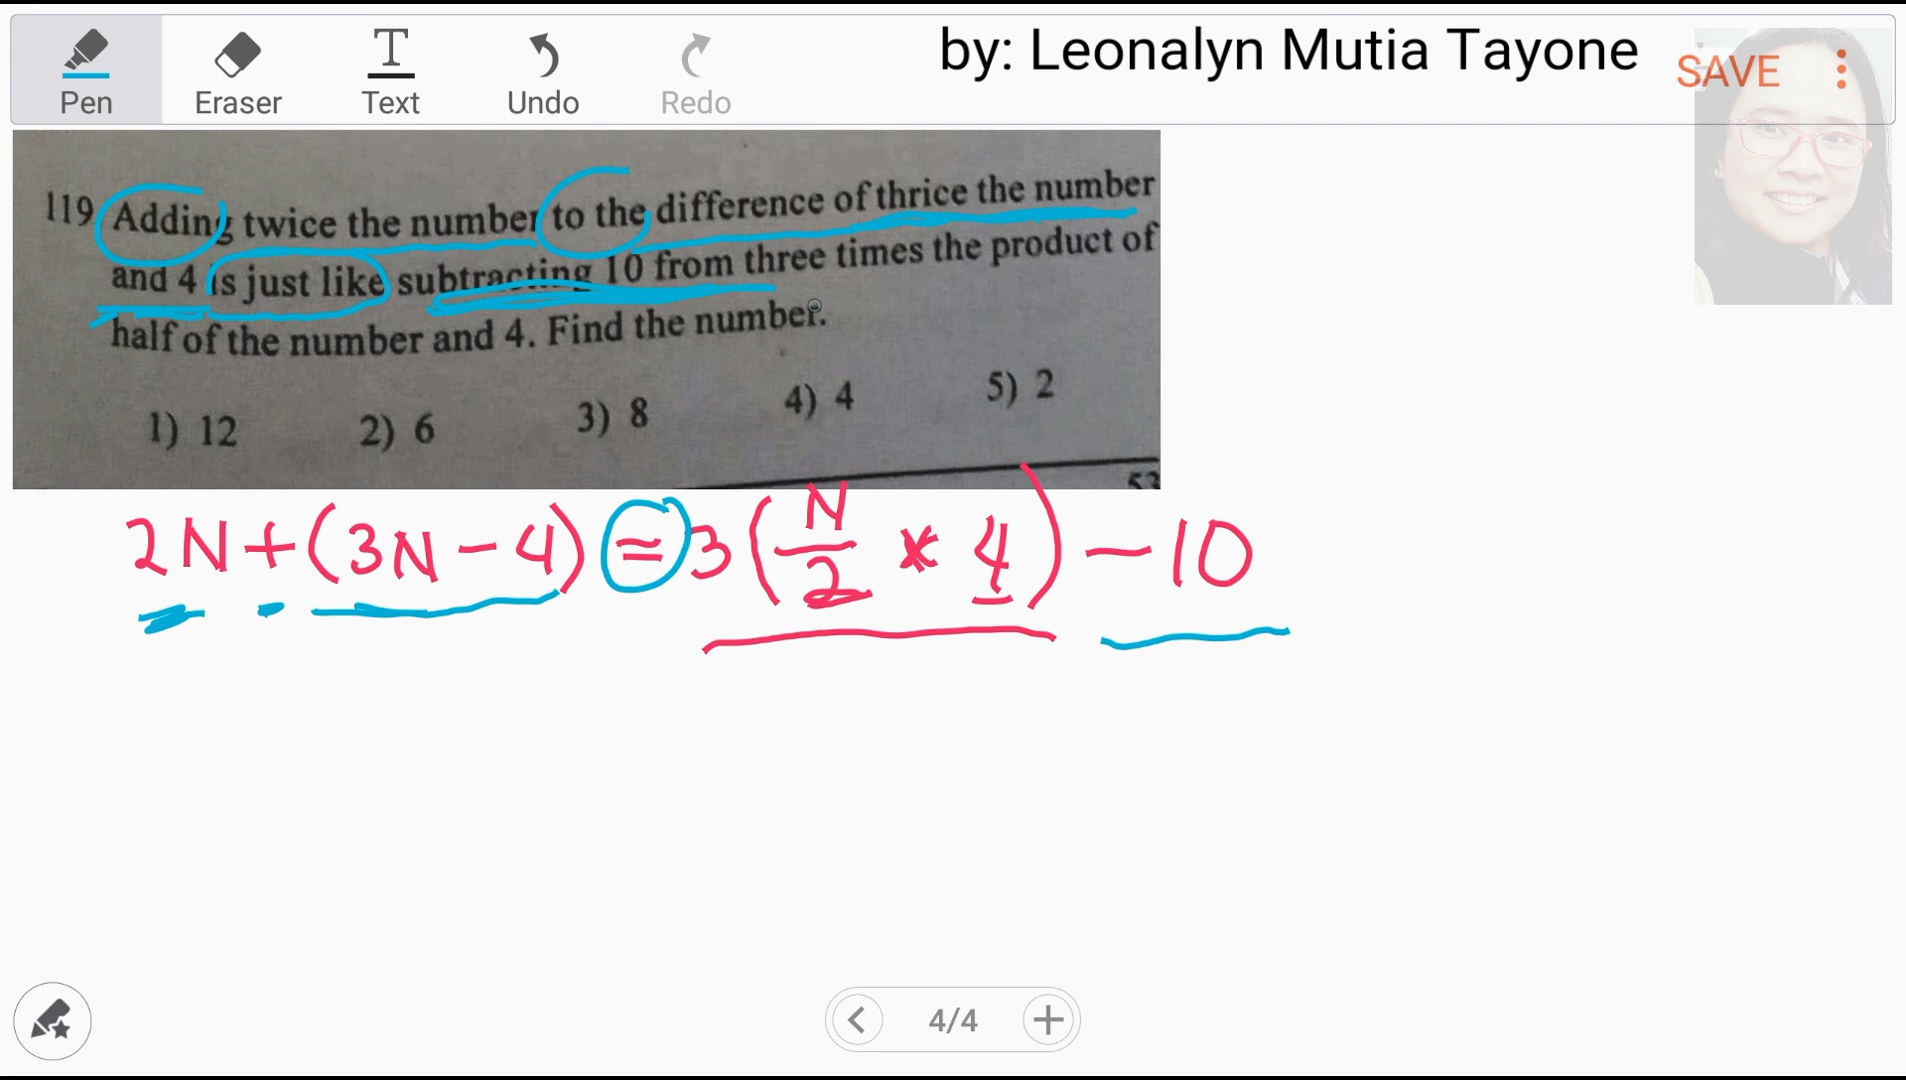 by: Leonalyn Mutia Tayone
SAVE
Pen
Eraser
Text
Undo
Redo
119 Adding twice the number to the difference of thrice the number
and 4 is just like subtracting 10 from three times the product of
half of the number and 4. Find the number.
1) 12 2) 6 3) 8 4) 4 5) 2
53
2N + (3N - 4) = 3 (N/2 * 4) - 10
4/4